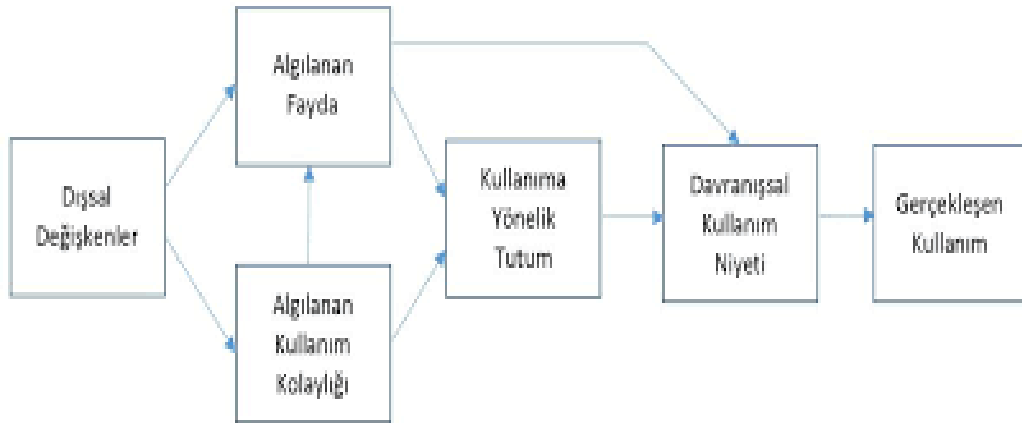 Algılanan
Fayda
Dışsal
Değişkenler
Kullanıma
Yönelik
Tutum
Davranışsal
Kullanım
Niyeti
Gerçekleşen
Kullanım
Algılanan
Kullanım
Kolaylığı